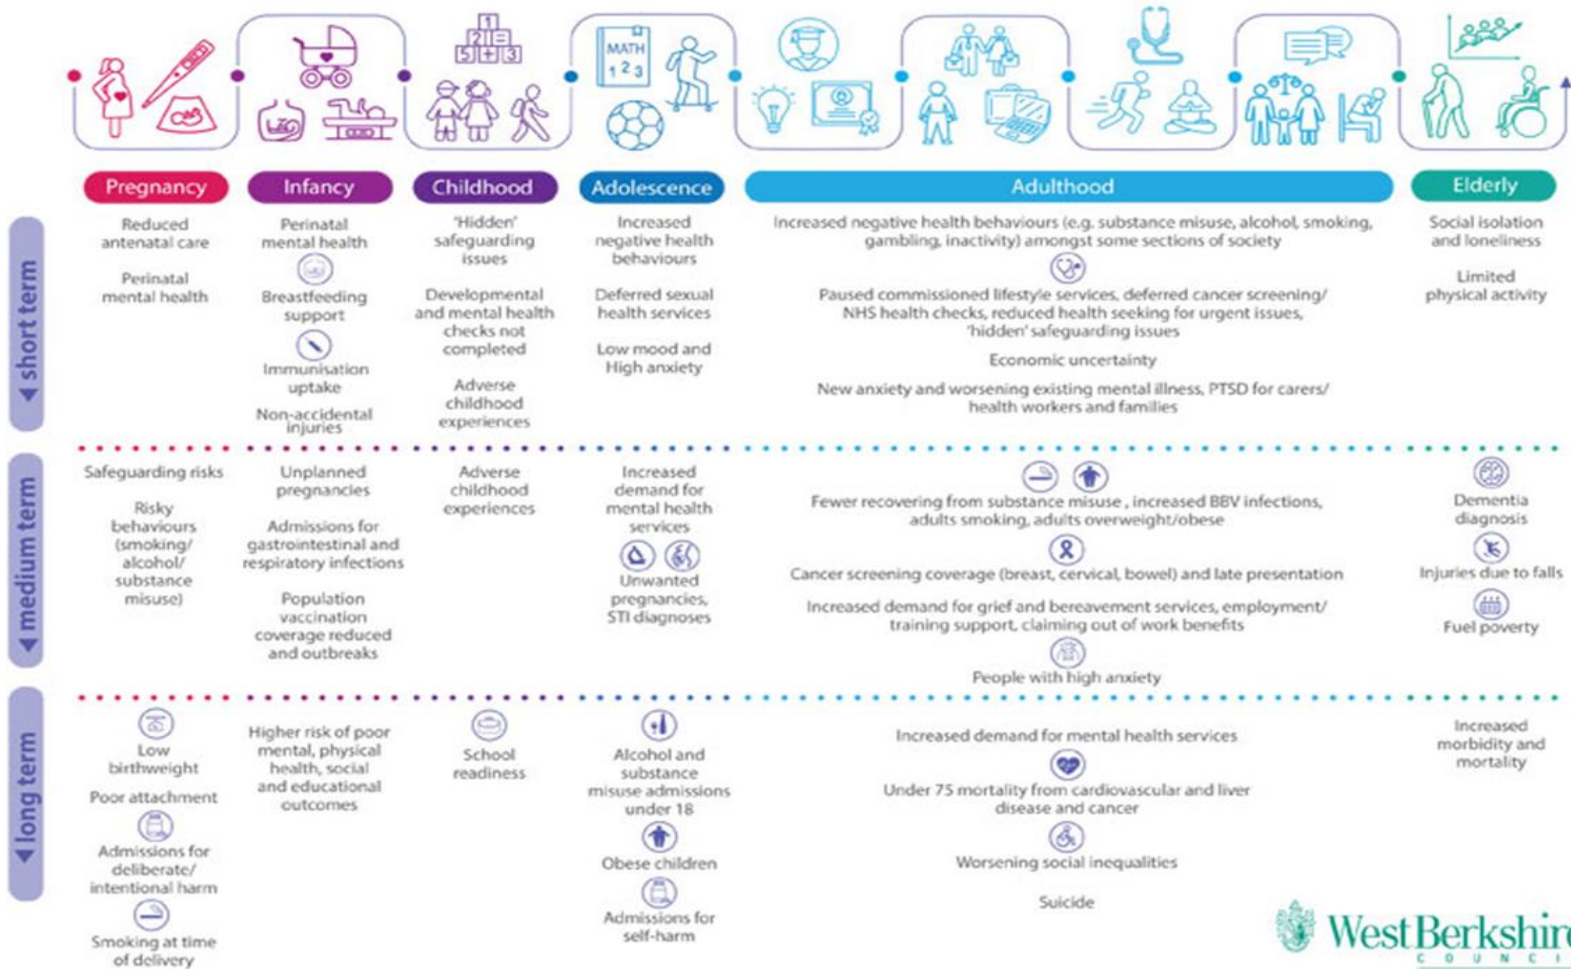 1
2 =
5 + 3
MATH
1 2 3
Pregnancy
Infancy
Childhood
Adolescence
Adulthood
Elderly
short term
Reduced
antenatal care
Perinatal
mental health
Perinatal
mental health
Breastfeeding
support
Immunisation
uptake
Non-accidental
injuries
'Hidden'
safeguarding
issues
Developmental
and mental health
checks not
completed
Adverse
childhood
experiences
Increased
negative health
behaviours
Deferred sexual
health services
Low mood and
High anxiety
Increased negative health behaviours (e.g. substance misuse, alcohol, smoking,
gambling, inactivity) amongst some sections of society
Paused commissioned lifestyle services, deferred cancer screening/
NHS health checks, reduced health seeking for urgent issues,
'hidden' safeguarding issues
Economic uncertainty
New anxiety and worsening existing mental illness, PTSD for carers/
health workers and families
Social isolation
and loneliness
Limited
physical activity
medium term
Safeguarding risks
Risky
behaviours
(smoking/
alcohol/
substance
misuse)
Unplanned
pregnancies
Admissions for
gastrointestinal and
respiratory infections
Population
vaccination
coverage reduced
and outbreaks
Adverse
childhood
experiences
Increased
demand for
mental health
services
Unwanted
pregnancies,
STI diagnoses
Fewer recovering from substance misuse , increased BBV infections,
adults smoking, adults overweight/obese
Cancer screening coverage (breast, cervical, bowel) and late presentation
Increased demand for grief and bereavement services, employment/
training support, claiming out of work benefits
People with high anxiety
Dementia
diagnosis
Injuries due to falls
Fuel poverty
long term
Low
birthweight
Poor attachment
Admissions for
deliberate/
intentional harm
Smoking at time
of delivery
Higher risk of poor
mental, physical
health, social
and educational
outcomes
School
readiness
Alcohol and
substance
misuse admissions
under 18
Obese children
Admissions for
self-harm
Increased demand for mental health services
Under 75 mortality from cardiovascular and liver
disease and cancer
Worsening social inequalities
Suicide
Increased
morbidity and
mortality
West Berkshire
C O U N C I